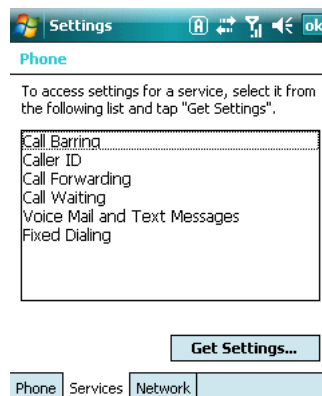 Settings
A
ok
Phone
To access settings for a service, select it from
the following list and tap "Get Settings".
Call Barring
Caller ID
Call Forwarding
Call Waiting
Voice Mail and Text Messages
Fixed Dialing
Get Settings...
Phone Services Network